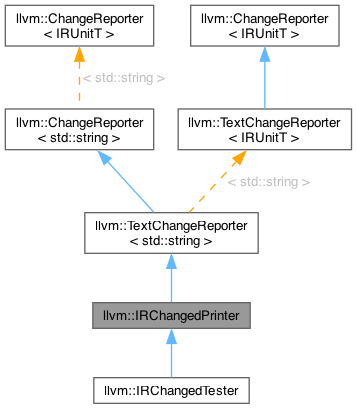 llvm::ChangeReporter
< IRUnitT >
llvm::ChangeReporter
< IRUnitT >
< std::string >
llvm::ChangeReporter
< std::string >
llvm::TextChangeReporter
< IRUnitT >
< std::string >
llvm::TextChangeReporter
< std::string >
llvm::IRChangedPrinter
llvm::IRChangedTester